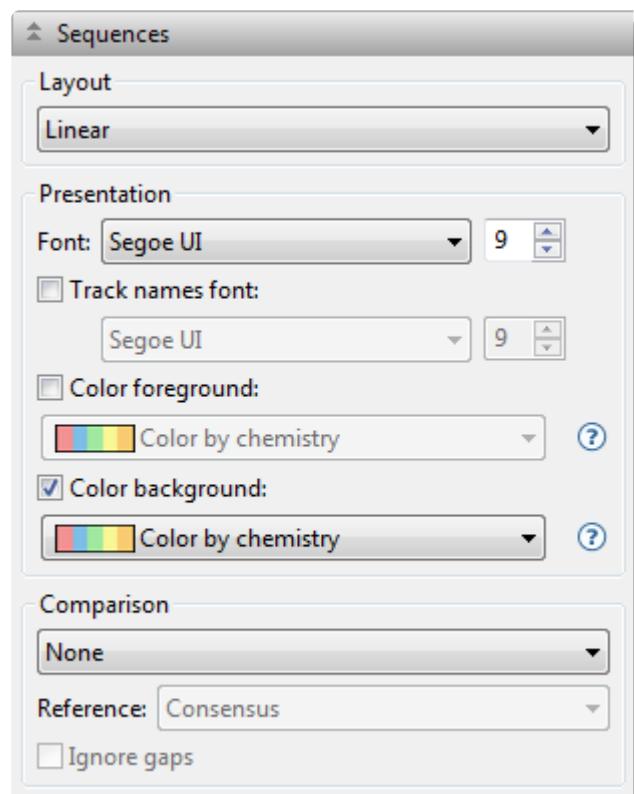 Sequences
Layout
Linear
Presentation
Font: Segoe UI 9
Track names font:
Segoe UI 9
Color foreground:
Color by chemistry ?
Color background:
Color by chemistry ?
Comparison
None
Reference: Consensus
Ignore gaps